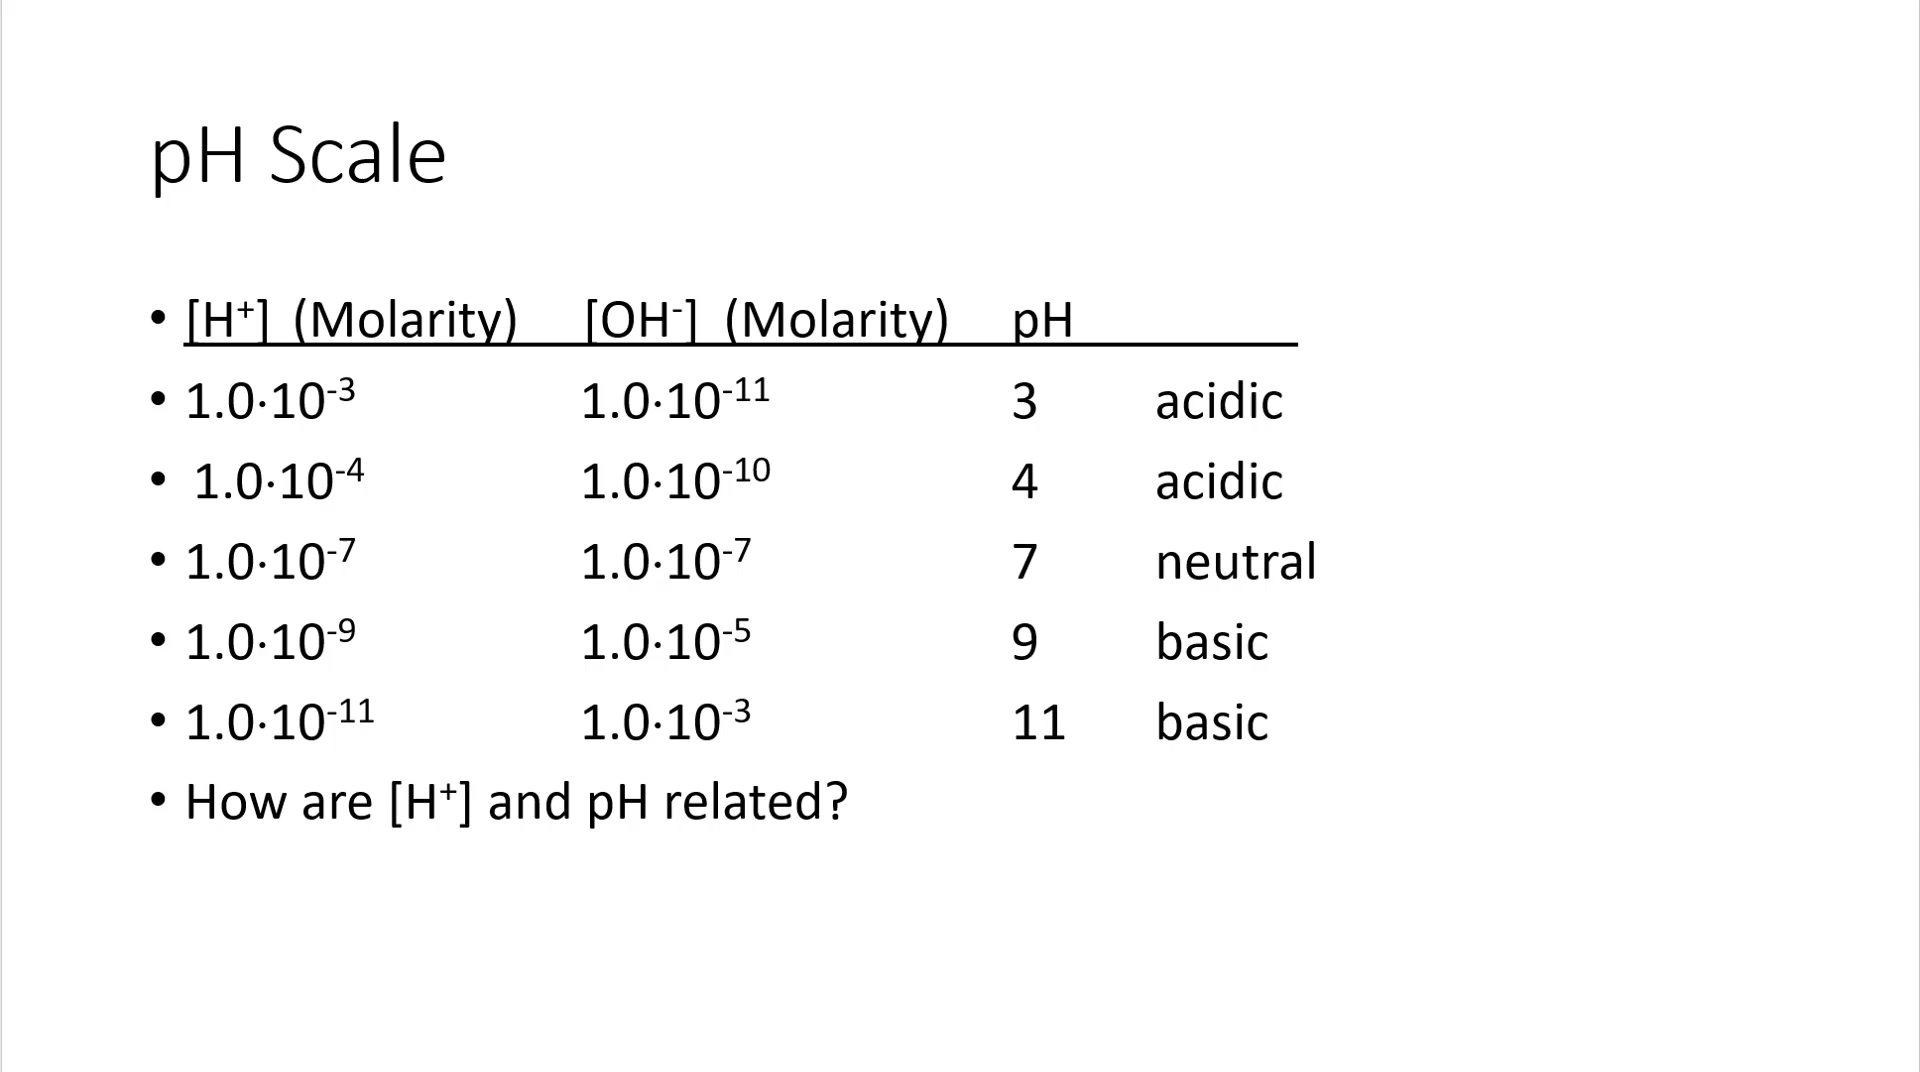 pH Scale
• [H⁺] (Molarity) [OH⁻] (Molarity) pH
• 1.0·10⁻³ 1.0·10⁻¹¹ 3 acidic
• 1.0·10⁻⁴ 1.0·10⁻¹⁰ 4 acidic
• 1.0·10⁻⁷ 1.0·10⁻⁷ 7 neutral
• 1.0·10⁻⁹ 1.0·10⁻⁵ 9 basic
• 1.0·10⁻¹¹ 1.0·10⁻³ 11 basic
• How are [H⁺] and pH related?